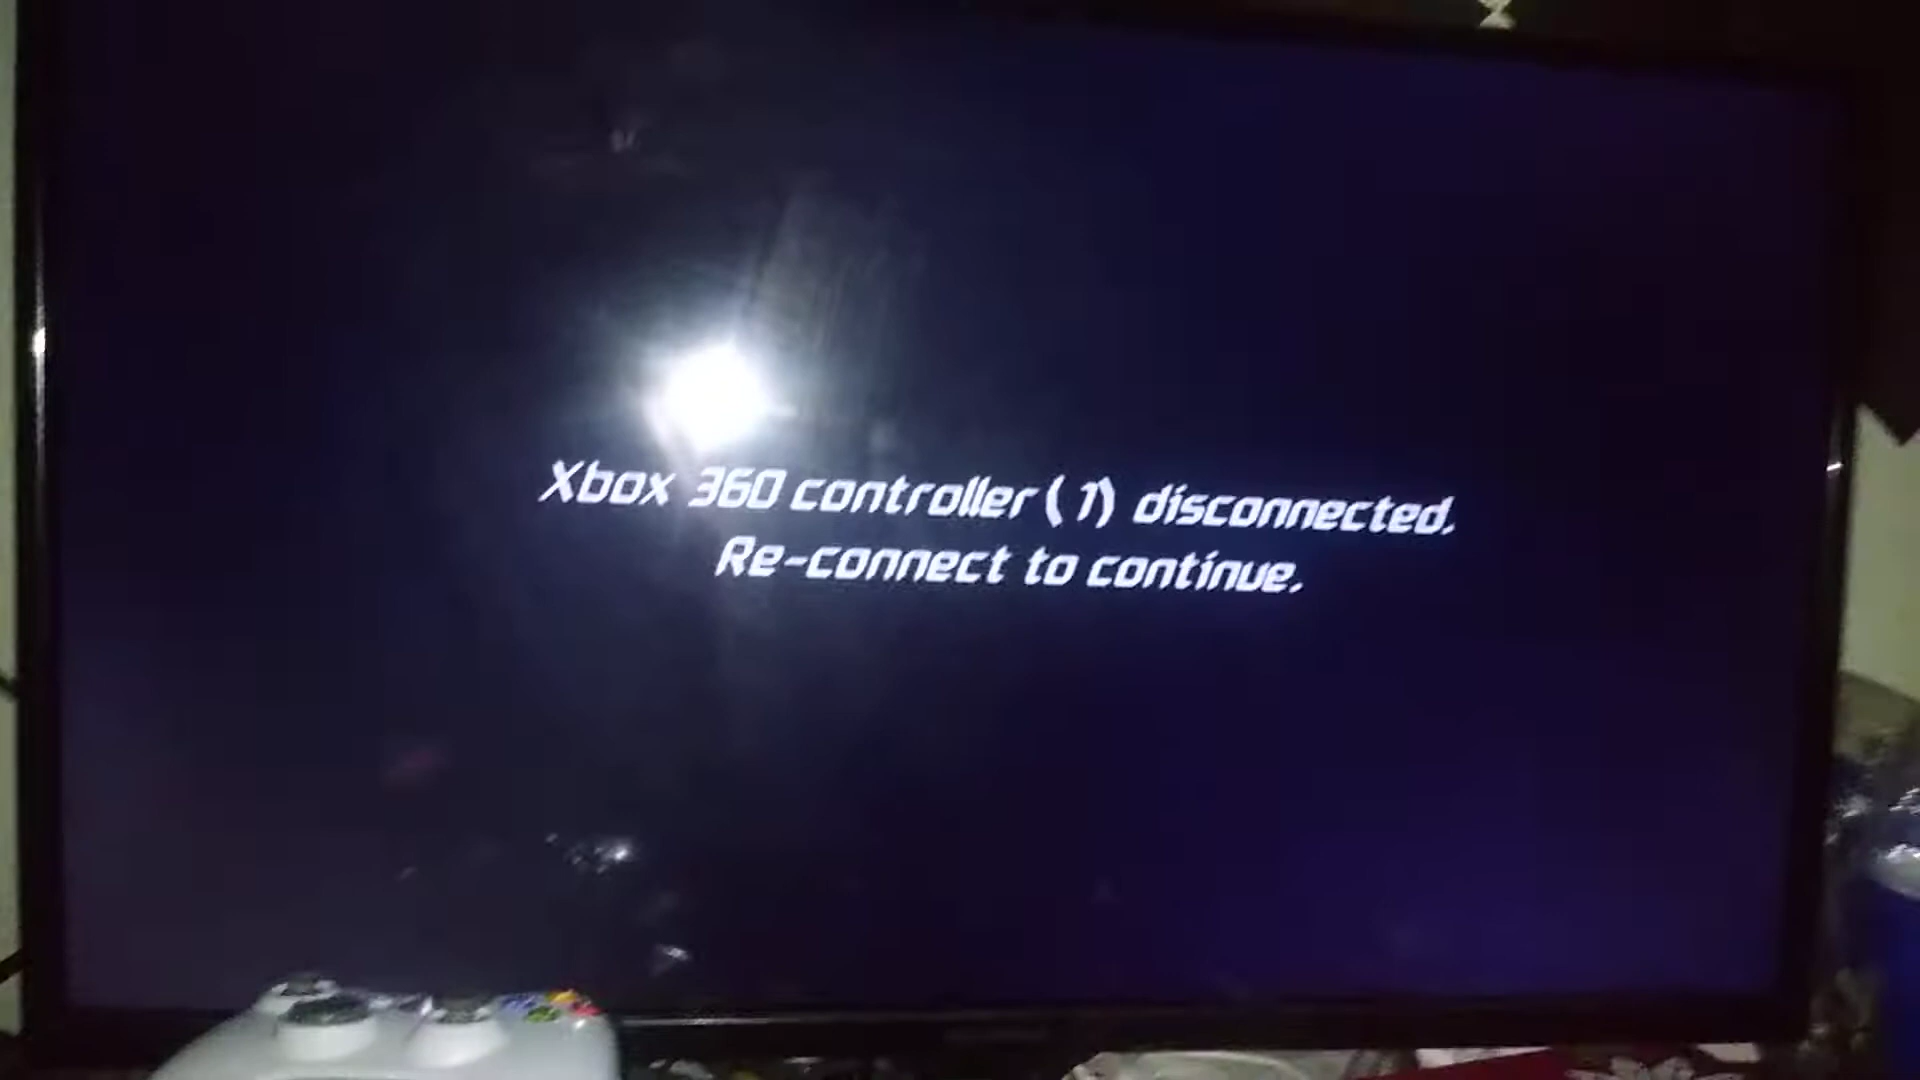 Xbox 360 controller ( 1) disconnected.
Re-connect to continue.